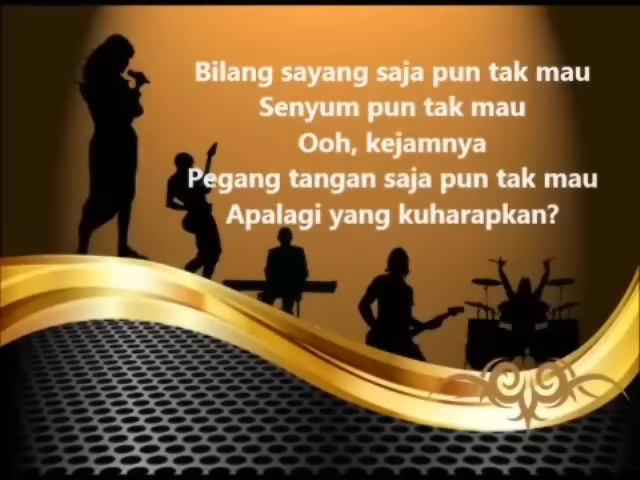 Bilang sayang saja pun tak mau
Senyum pun tak mau
Ooh, kejamnya
Pegang tangan saja pun tak mau
Apalagi yang kuharapkan?